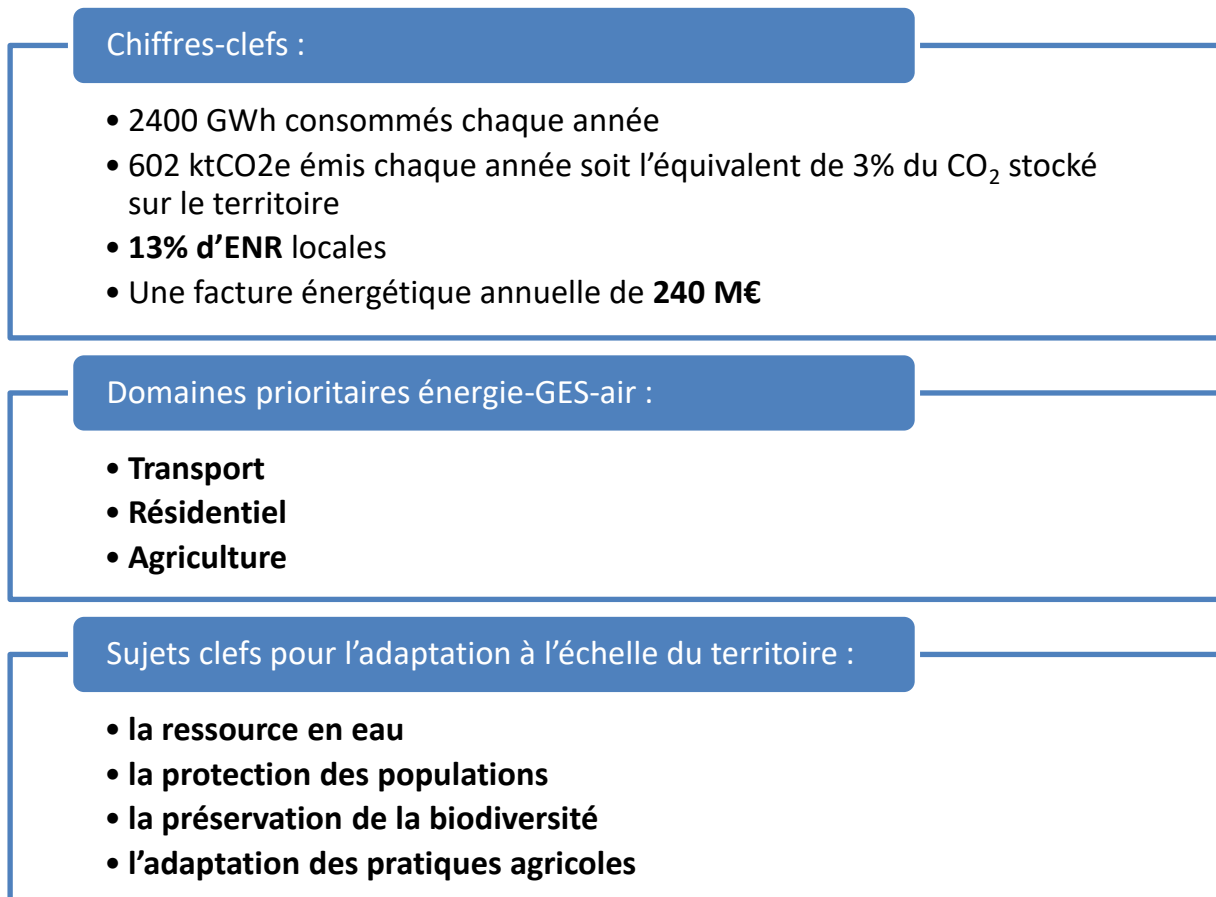 Chiffres-clefs :
• 2400 GWh consommés chaque année
• 602 ktCO2e émis chaque année soit l’équivalent de 3% du CO₂ stocké
sur le territoire
• 13% d’ENR locales
• Une facture énergétique annuelle de 240 M€
Domaines prioritaires énergie-GES-air :
• Transport
• Résidentiel
• Agriculture
Sujets clefs pour l’adaptation à l’échelle du territoire :
• la ressource en eau
• la protection des populations
• la préservation de la biodiversité
• l’adaptation des pratiques agricoles